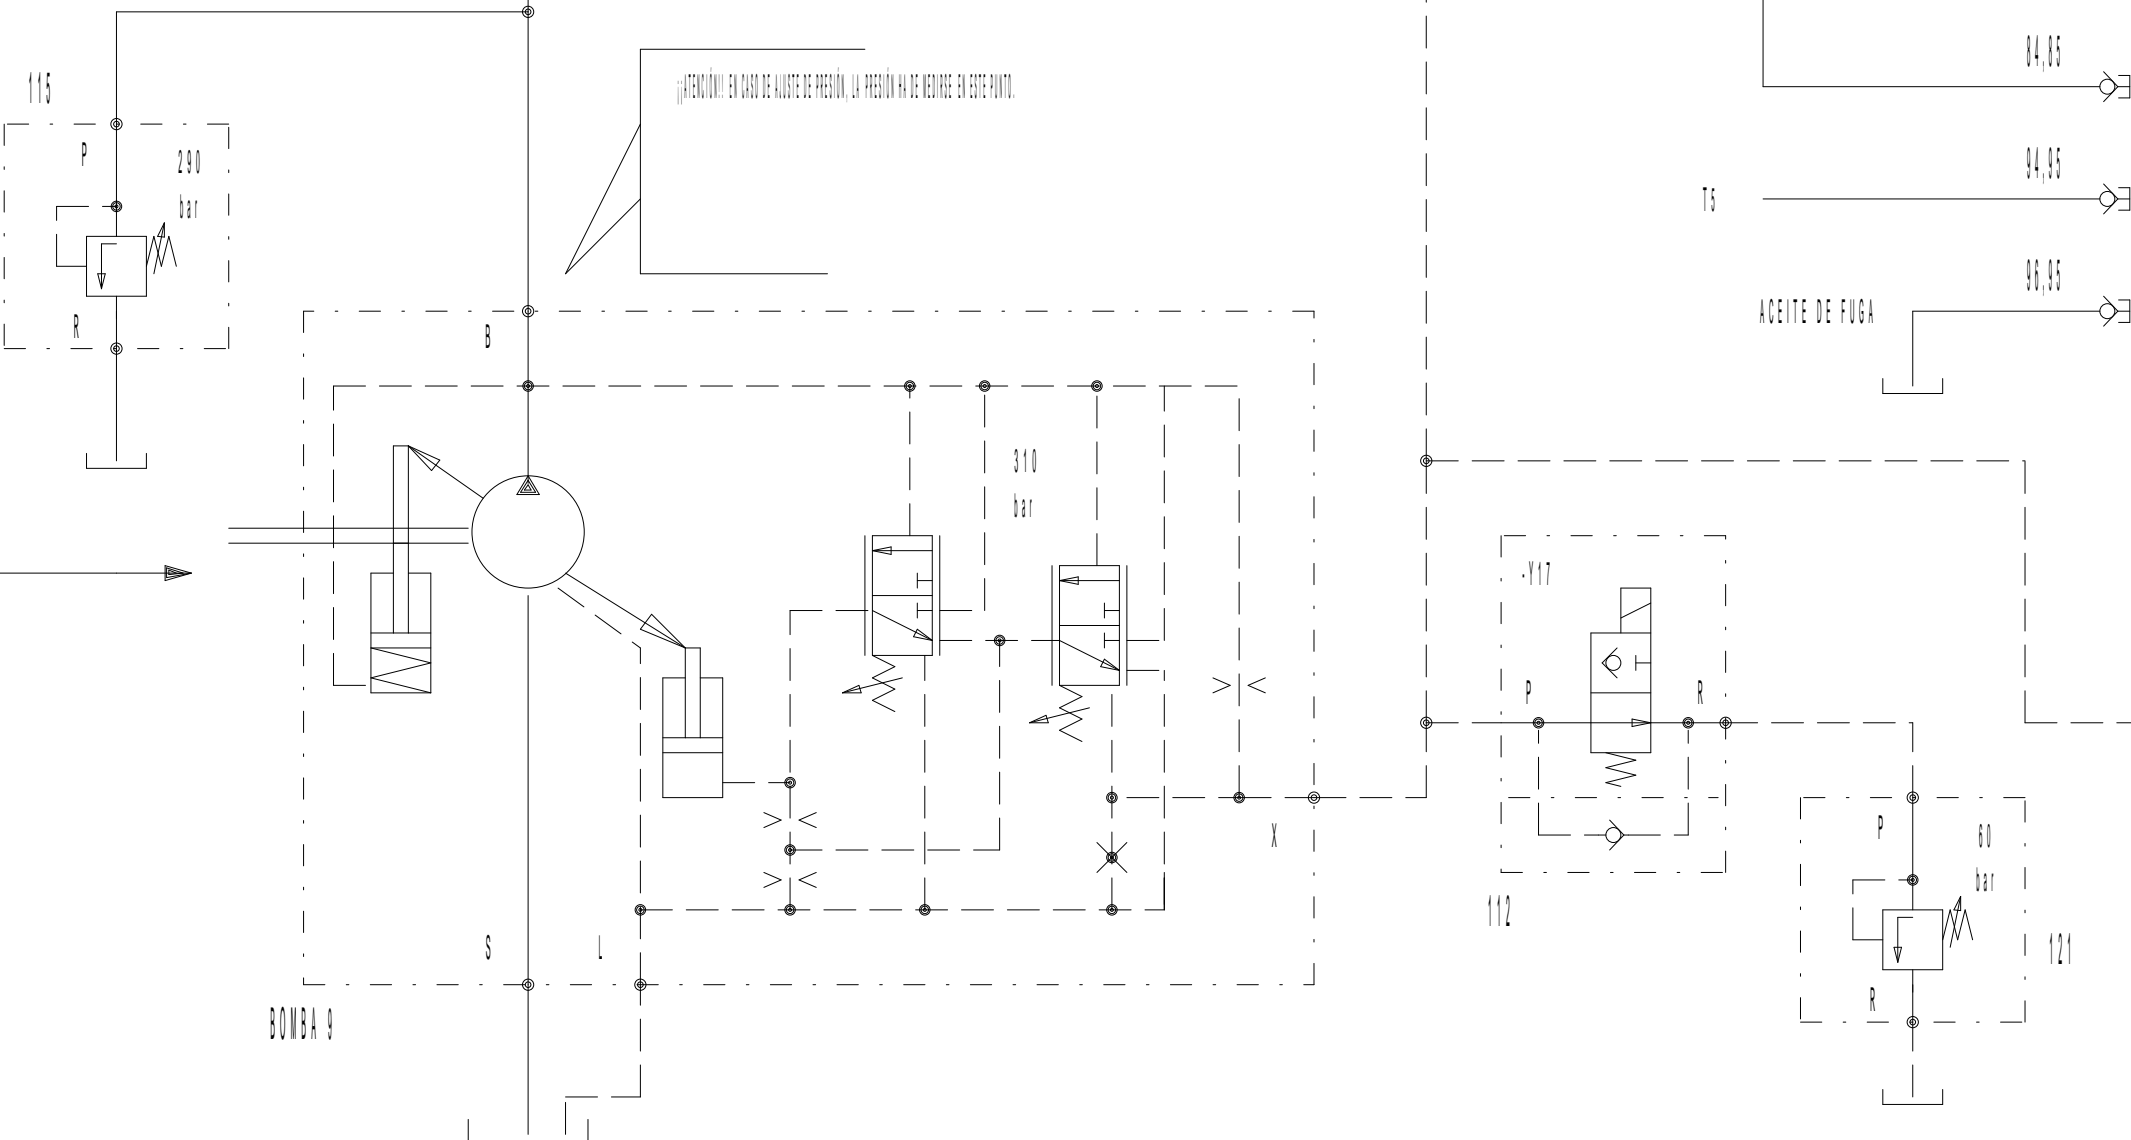 84,85
115
¡¡ATENCIÓN!! EN CASO DE AJUSTE DE PRESIÓN, LA PRESIÓN HA DE MEDIRSE EN ESTE PUNTO.
P
290
bar
94,95
T5
96,95
ACEITE DE FUGA
R
B
310
bar
-Y17
P
R
X
P
60
bar
112
S
L
121
R
BOMBA 9